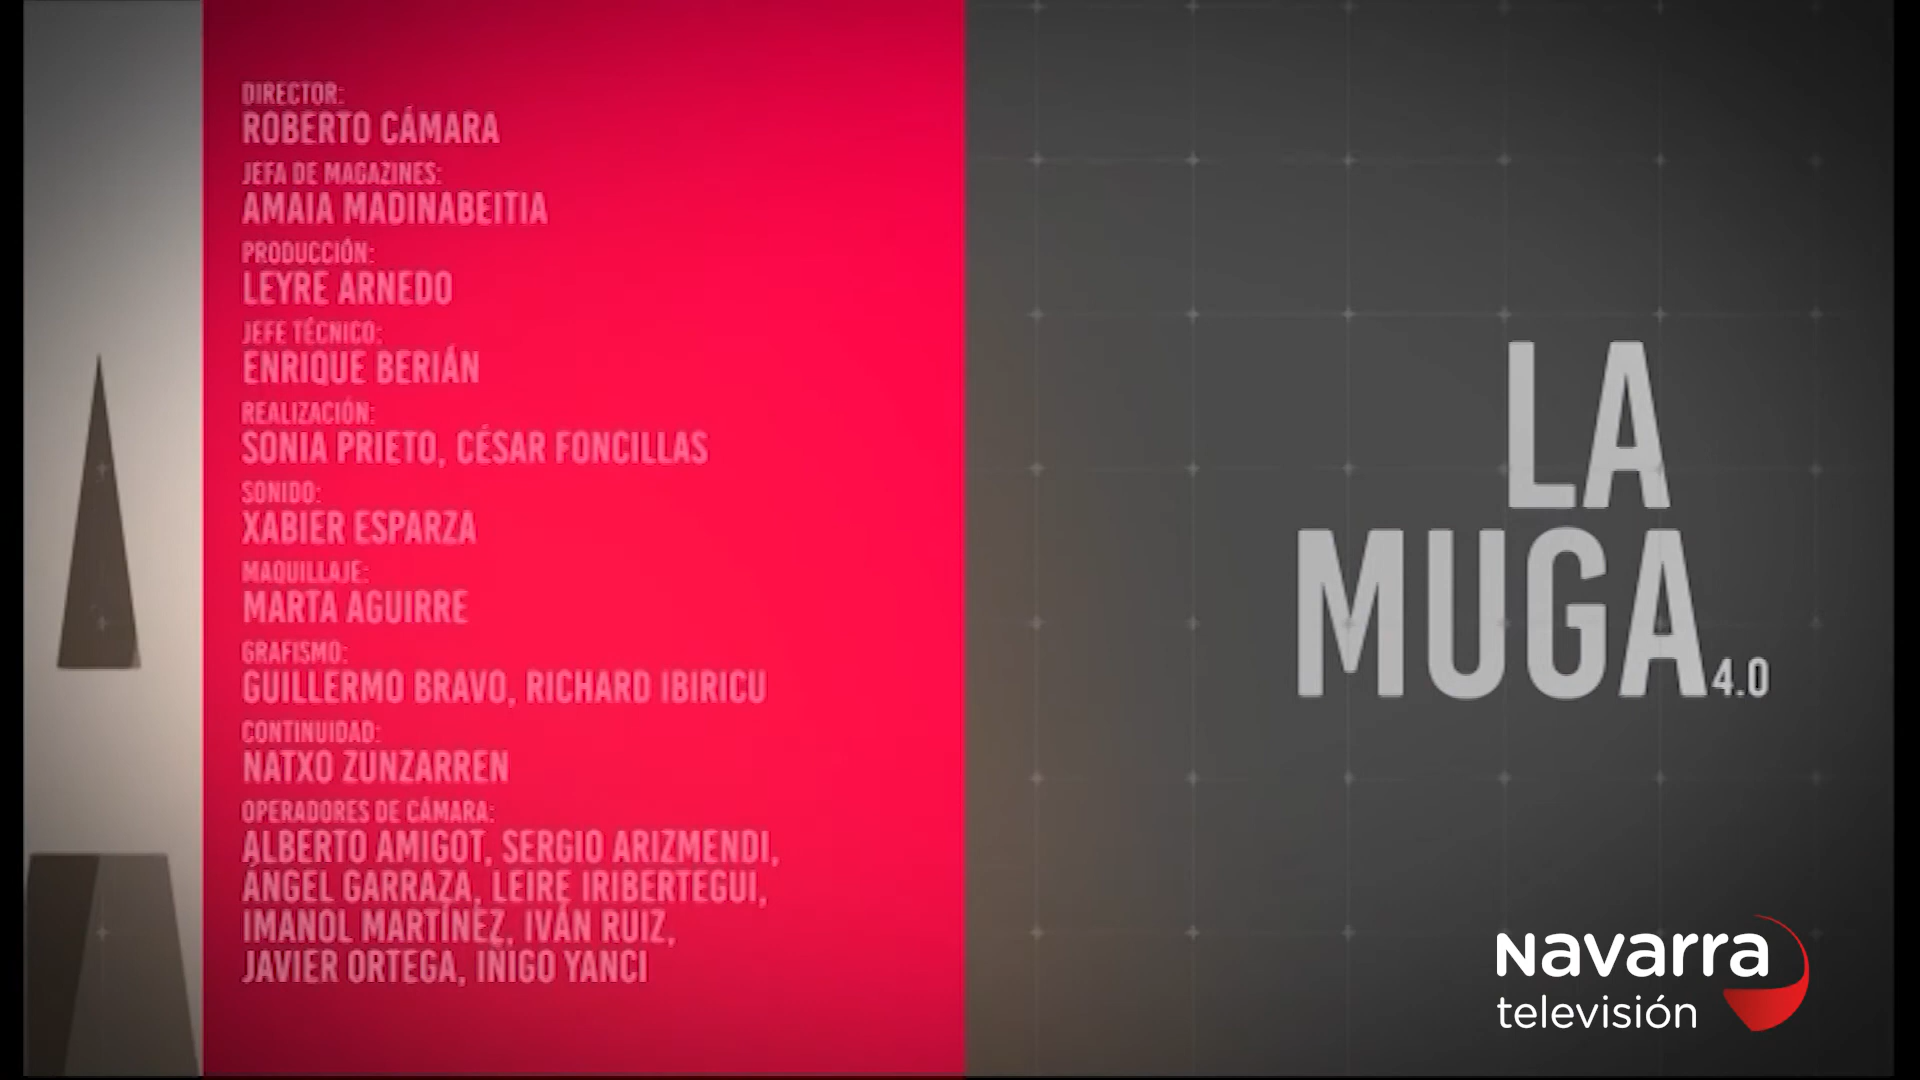 DIRECTOR:
ROBERTO CÁMARA
JEFA DE MAGAZINES:
AMAIA MADINABEITIA
PRODUCCIÓN:
LEYRE ARNEDO
JEFE TÉCNICO:
ENRIQUE BERIÁN
REALIZACIÓN:
SONIA PRIETO, CÉSAR FONCILLAS
SONIDO:
XABIER ESPARZA
MAQUILLAJE:
MARTA AGUIRRE
GRAFISMO:
GUILLERMO BRAVO, RICHARD IBIRICU
CONTINUIDAD:
NATXO ZUNZARREN
OPERADORES DE CÁMARA:
ALBERTO AMIGOT, SERGIO ARIZMENDI,
ÁNGEL GARRAZA, LEIRE IRIBERTEGUI,
IMANOL MARTÍNEZ, IVÁN RUIZ,
JAVIER ORTEGA, IÑIGO YANCI
LA
MUGA 4.0
Navarra
televisión